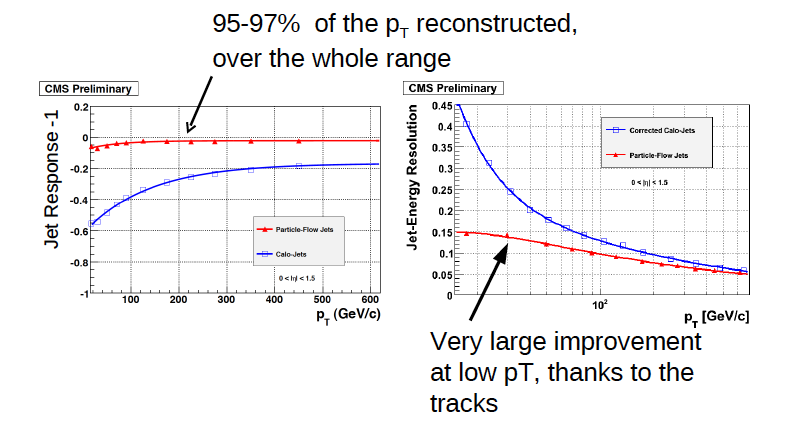 95-97%  of the pT reconstructed,
over the whole range
CMS Preliminary
Jet Response -1
0.2
0
-0.2
-0.4
-0.6
-0.8
-1
Particle-Flow Jets
Calo-Jets
0 < |η| < 1.5
100 200 300 400 500 600
pT (GeV/c)
CMS Preliminary
Jet-Energy Resolution
0.45
0.4
0.35
0.3
0.25
0.2
0.15
0.1
0.05
0
Corrected Calo-Jets
Particle-Flow Jets
0 < |η| < 1.5
10²
pT [GeV/c]
Very large improvement
at low pT, thanks to the
tracks